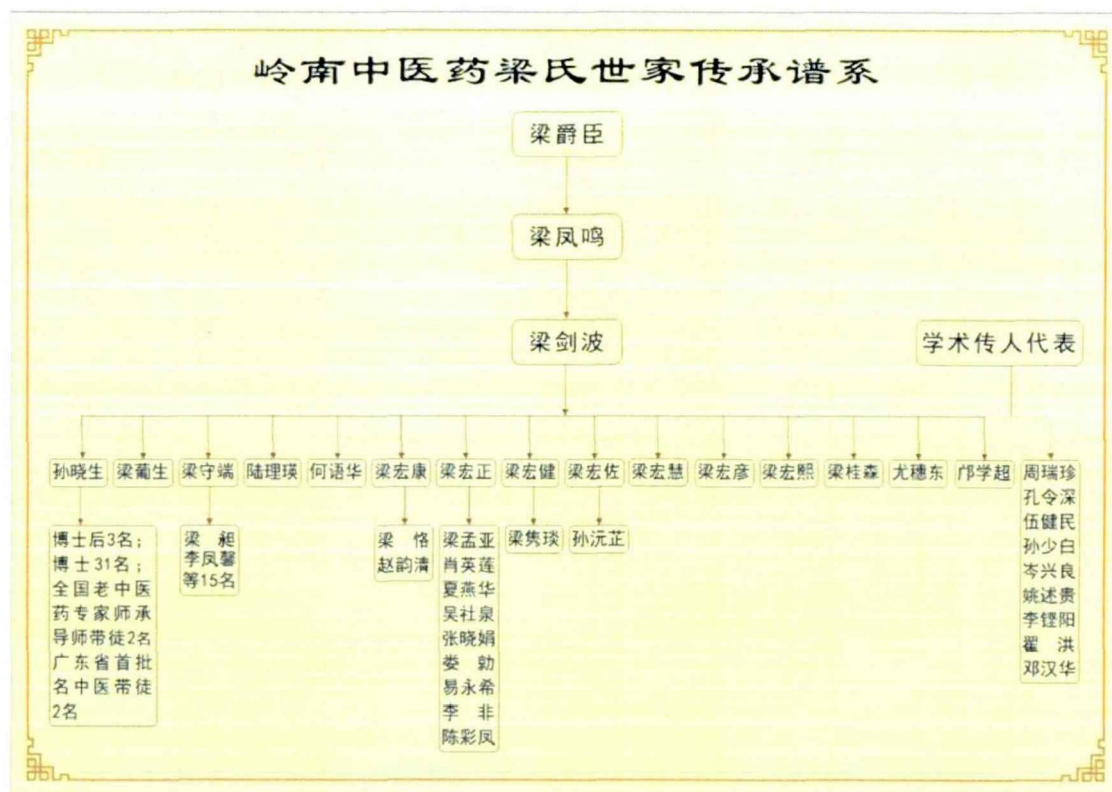 岭南中医药梁氏世家传承谱系
梁爵臣
梁凤鸣
梁剑波
学术传人代表
孙晓生
梁葡生
梁守端
陆理瑛
何语华
梁宏康
梁宏正
梁宏健
梁宏佐
梁宏慧
梁宏彦
梁宏熙
梁桂森
尤穗东
邝学超
周瑞珍
孔令深
伍健民
孙少白
岑兴良
姚述贵
李铿阳
翟 洪
邓汉华
博士后3名；
博士31名；
全国老中医
药专家师承
导师带徒2名
广东省首批
名中医带徒
2名
梁 昶
李凤馨
等15名
梁 恪
赵韵清
梁孟亚
肖英莲
夏燕华
吴社泉
张晓娟
娄 勍
易永希
李 非
陈彩凤
梁隽琰
孙沅芷